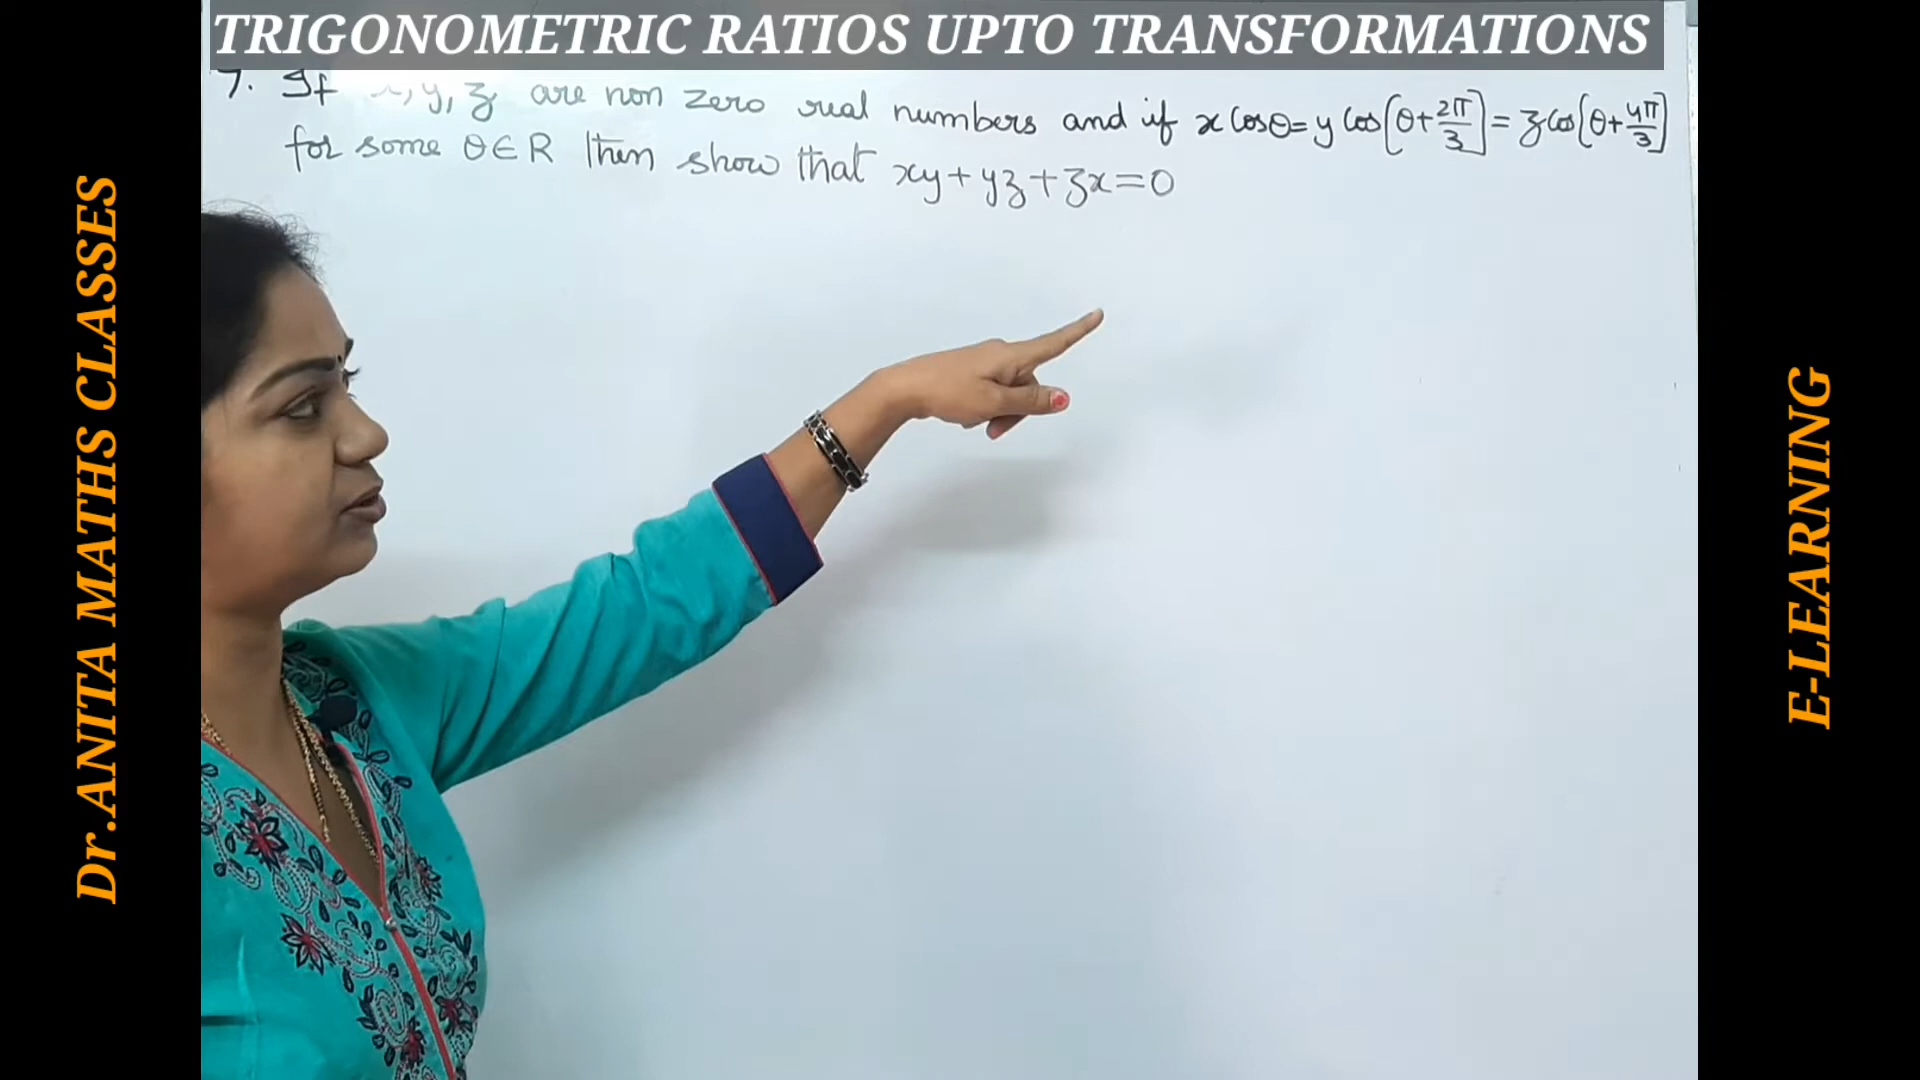 TRIGONOMETRIC RATIOS UPTO TRANSFORMATIONS
7. If x, y, z are non zero real numbers and if x Cosθ = y Cos[θ+2π/3] = z Cos[θ+4π/3]
for some θ∈R then show that xy+yz+zx=0
Dr.ANITA MATHS CLASSES
E-LEARNING